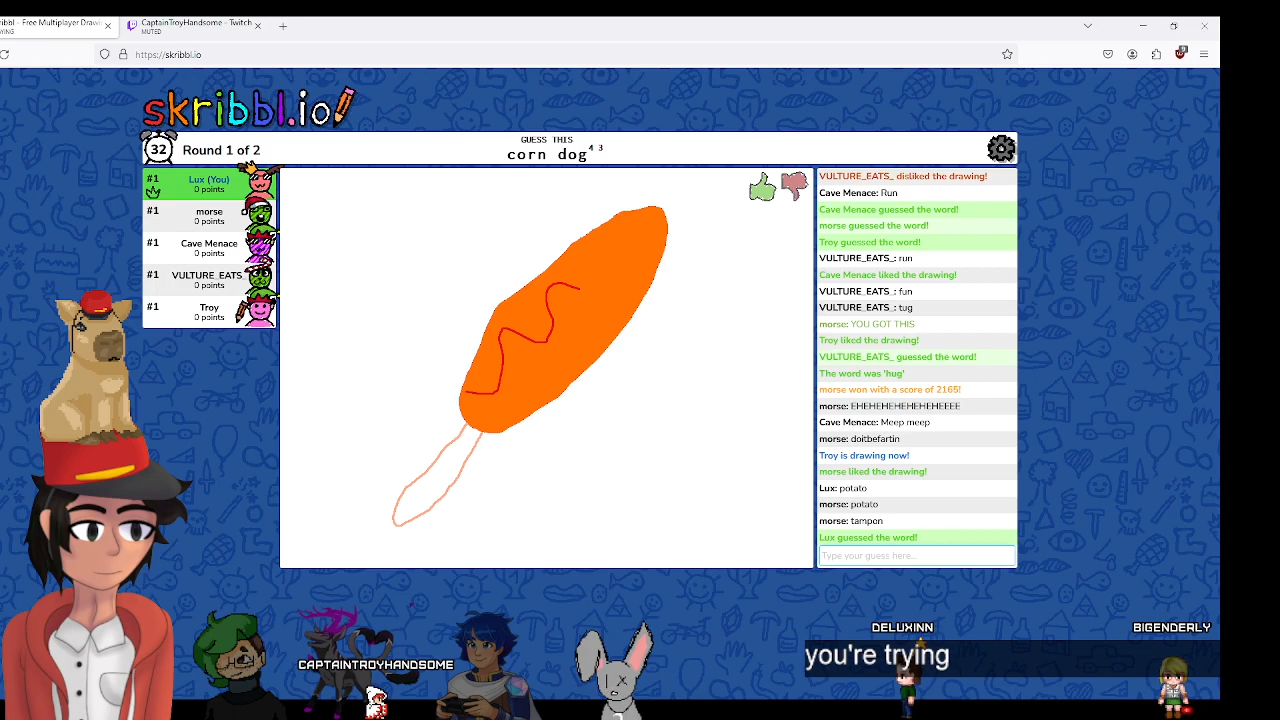 ribbl - Free Multiplayer Drawi
YING
CaptainTroyHandsome - Twitch
MUTED
https://skribbl.io
skribbl.io
32
Round 1 of 2
GUESS THIS
corn dog 4 3
#1 Lux (You)
0 points
#1 morse
0 points
#1 Cave Menace
0 points
#1 VULTURE_EATS_
0 points
#1 Troy
0 points
VULTURE_EATS_ disliked the drawing!
Cave Menace: Run
Cave Menace guessed the word!
morse guessed the word!
Troy guessed the word!
VULTURE_EATS_: run
Cave Menace liked the drawing!
VULTURE_EATS_: fun
VULTURE_EATS_: tug
morse: YOU GOT THIS
Troy liked the drawing!
VULTURE_EATS_ guessed the word!
The word was 'hug'
morse won with a score of 2165!
morse: EHEHEHEHEHEHEHEEEE
Cave Menace: Meep meep
morse: doitbefartin
Troy is drawing now!
morse liked the drawing!
Lux: potato
morse: potato
morse: tampon
Lux guessed the word!
Type your guess here...
CAPTAINTROYHANDSOME
DELUXINN
BIGENDERLY
you're trying